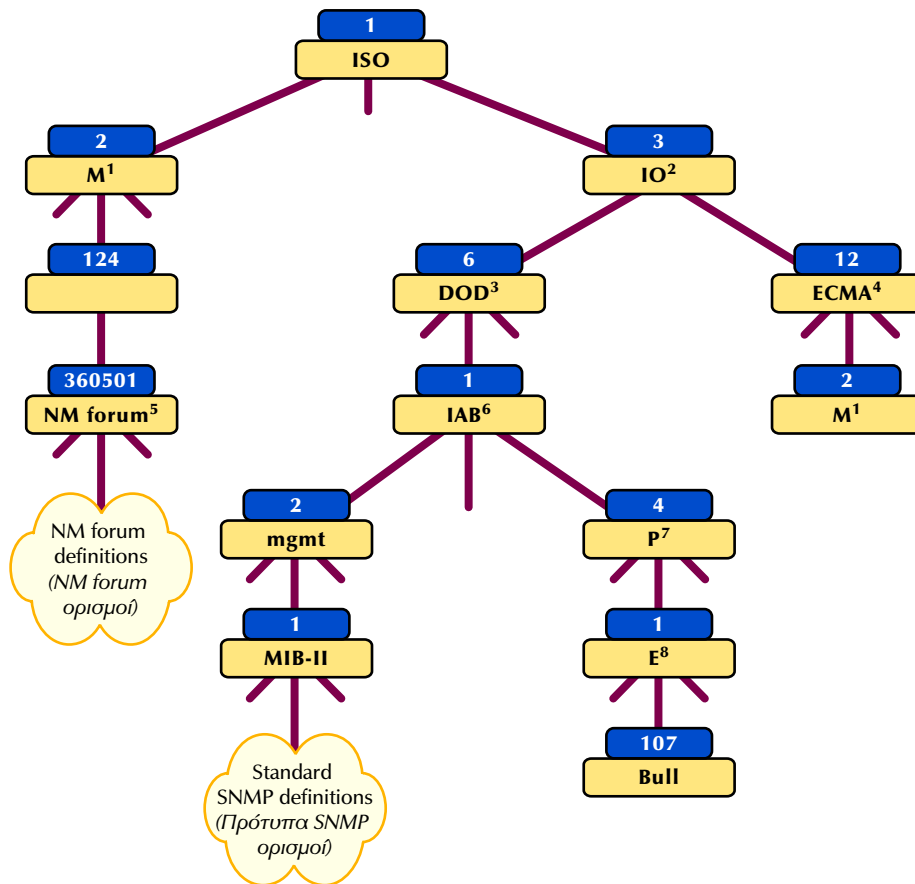 1
ISO
2
M¹
3
IO²
124
6
DOD³
12
ECMA⁴
360501
NM forum⁵
1
IAB⁶
2
M¹
NM forum
definitions
(NM forum
ορισμοί)
2
mgmt
4
P⁷
1
MIB-II
1
E⁸
107
Bull
Standard
SNMP definitions
(Πρότυπα SNMP
ορισμοί)